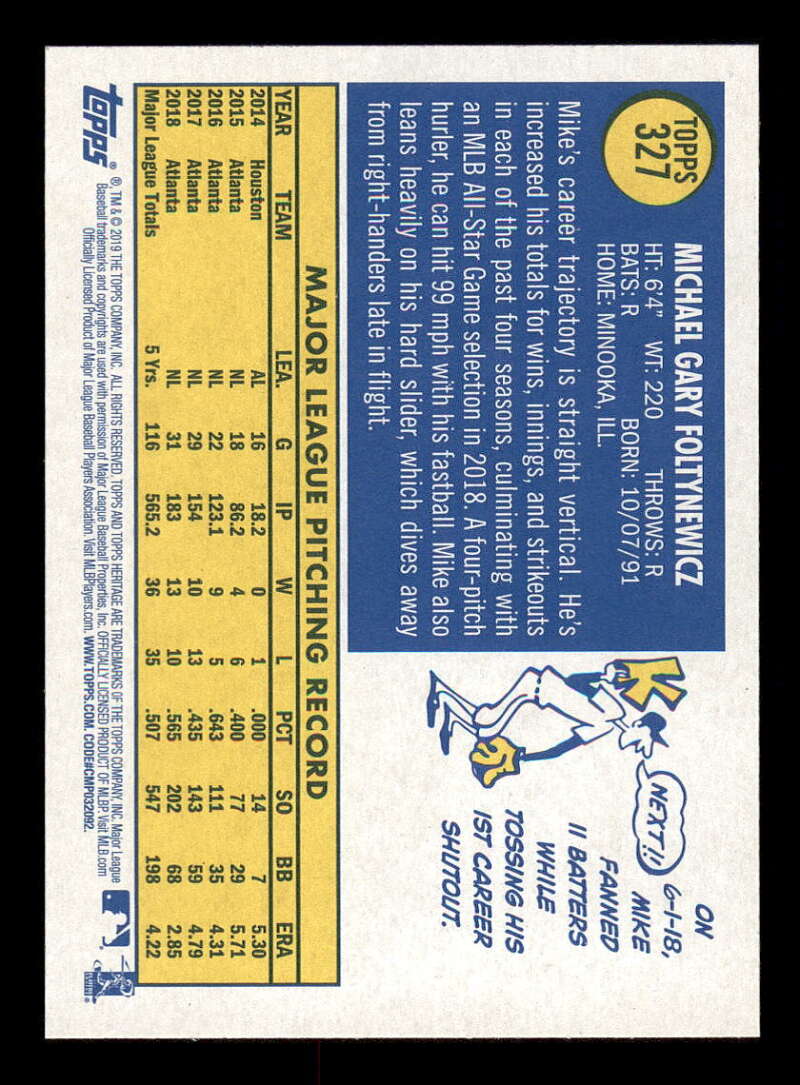 TOPPS
327
MICHAEL GARY FOLTYNEWICZ
HT: 6'4" WT: 220 THROWS: R
BATS: R BORN: 10/07/91
HOME: MINOOKA, ILL.
Mike's career trajectory is straight vertical. He's
increased his totals for wins, innings, and strikeouts
in each of the past four seasons, culminating with
an MLB All-Star Game selection in 2018. A four-pitch
hurler, he can hit 99 mph with his fastball. Mike also
leans heavily on his hard slider, which dives away
from right-handers late in flight.
K
NEXT!!
ON
6-1-18,
MIKE
FANNED
11 BATTERS
WHILE
TOSSING HIS
1ST CAREER
SHUTOUT.
MAJOR LEAGUE PITCHING RECORD
YEAR TEAM LEA. G IP W L PCT SO BB ERA
2014 Houston AL 16 18.2 0 1 .000 14 7 5.30
2015 Atlanta NL 18 86.2 4 6 .400 77 29 5.71
2016 Atlanta NL 22 123.1 9 5 .643 111 35 4.31
2017 Atlanta NL 29 154 10 13 .435 143 59 4.79
2018 Atlanta NL 31 183 13 10 .565 202 68 2.85
Major League Totals 5 Yrs. 116 565.2 36 35 .507 547 198 4.22
topps®
®, TM & © 2019 THE TOPPS COMPANY, INC. ALL RIGHTS RESERVED. TOPPS AND TOPPS HERITAGE ARE TRADEMARKS OF THE TOPPS COMPANY, INC. Major League
Baseball trademarks and copyrights are used with permission of Major League Baseball Properties, Inc. OFFICIALLY LICENSED PRODUCT OF MLBP. Visit MLB.com
Officially Licensed Product of Major League Baseball Players Association. Visit MLBPlayers.com. WWW.TOPPS.COM. CODE#CMP032092.